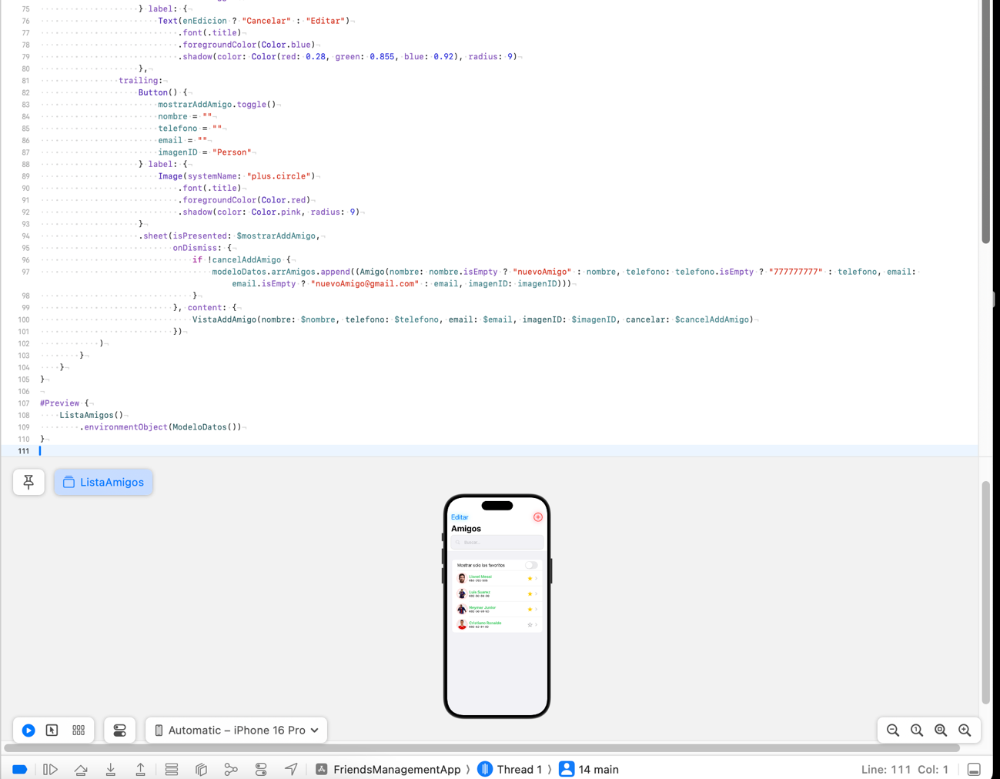 75 } label: {
76 Text(enEdicion ? "Cancelar" : "Editar")
77 .font(.title)
78 .foregroundColor(Color.blue)
79 .shadow(color: Color(red: 0.28, green: 0.855, blue: 0.92), radius: 9)
80 },
81 trailing:
82 Button() {
83 mostrarAddAmigo.toggle()
84 nombre = ""
85 telefono = ""
86 email = ""
87 imagenID = "Person"
88 } label: {
89 Image(systemName: "plus.circle")
90 .font(.title)
91 .foregroundColor(Color.red)
92 .shadow(color: Color.pink, radius: 9)
93 }
94 .sheet(isPresented: $mostrarAddAmigo,
95 onDismiss: {
96 if !cancelAddAmigo {
97 modeloDatos.arrAmigos.append((Amigo(nombre: nombre.isEmpty ? "nuevoAmigo" : nombre, telefono: telefono.isEmpty ? "777777777" : telefono, email:
email.isEmpty ? "nuevoAmigo@gmail.com" : email, imagenID: imagenID)))
98 }
99 }, content: {
100 VistaAddAmigo(nombre: $nombre, telefono: $telefono, email: $email, imagenID: $imagenID, cancelar: $cancelAddAmigo)
101 })
102 )
103 }
104 }
105 }
106
107 #Preview {
108 ListaAmigos()
109 .environmentObject(ModeloDatos())
110 }
111
ListaAmigos
Editar
Amigos
Buscar...
Mostrar solo los favoritos
Lionel Messi
Luis Suarez
Neymar Junior
Cristiano Ronaldo
Automatic – iPhone 16 Pro
FriendsManagementApp ⟩ Thread 1 ⟩ 14 main
Line: 111 Col: 1